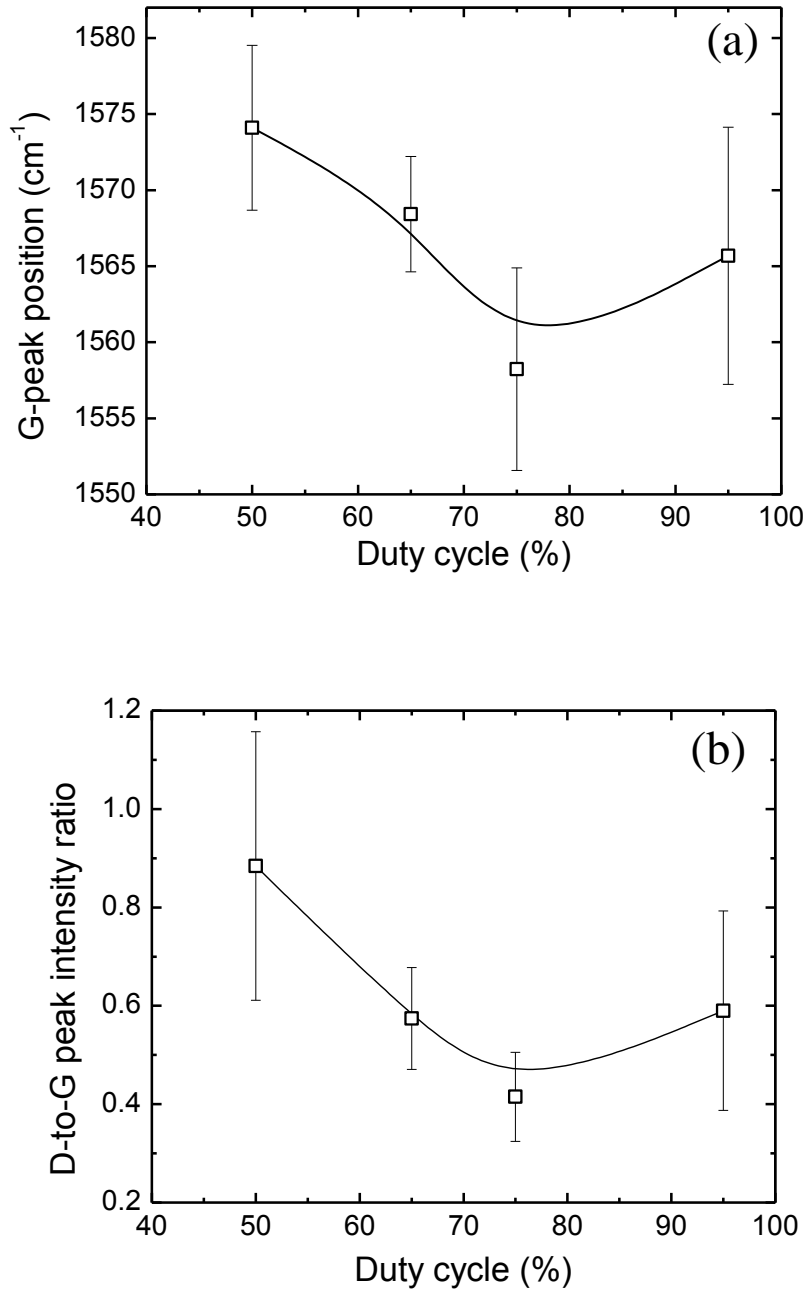 (a)
G-peak position (cm-1)
1580
1575
1570
1565
1560
1555
1550
40 50 60 70 80 90 100
Duty cycle (%)
(b)
D-to-G peak intensity ratio
1.2
1.0
0.8
0.6
0.4
0.2
40 50 60 70 80 90 100
Duty cycle (%)